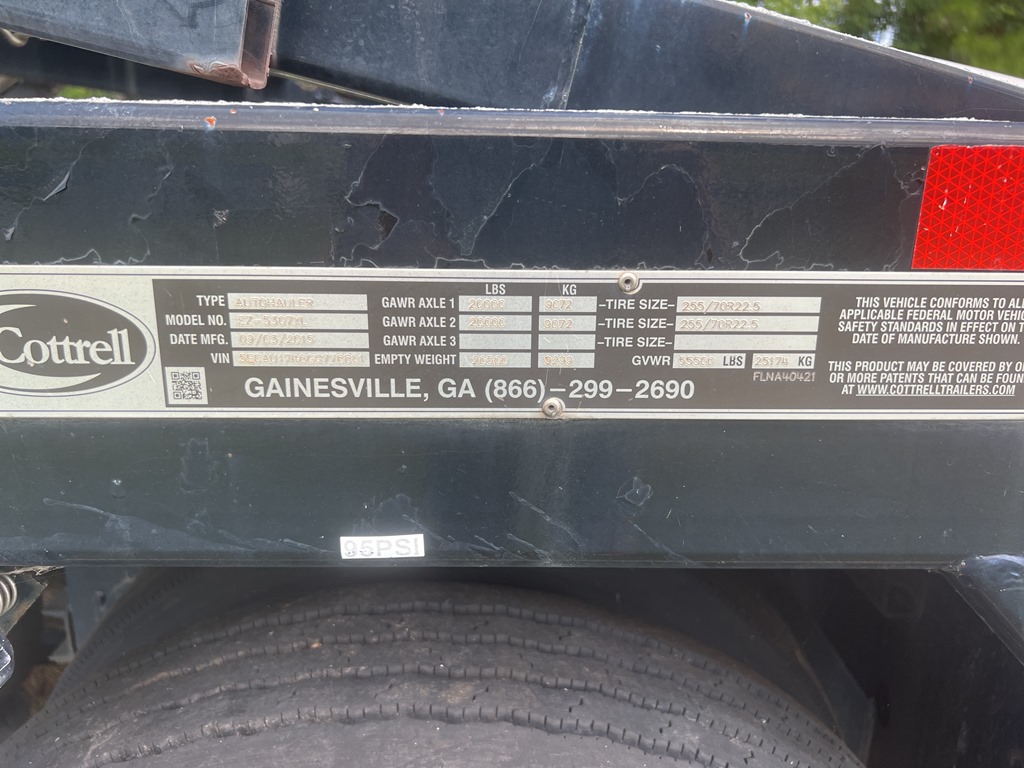 Cottrell
LBS KG
TYPE AUTOHAULER GAWR AXLE 1 20000 9072 -TIRE SIZE- 255/70R22.5
MODEL NO. GAWR AXLE 2 20000 9072 -TIRE SIZE- 255/70R22.5
DATE MFG. 09/03/2015 GAWR AXLE 3 -TIRE SIZE-
VIN EMPTY WEIGHT GVWR LBS 25174 KG
FLNA40421
GAINESVILLE, GA (866)-299-2690
THIS VEHICLE CONFORMS TO ALL
APPLICABLE FEDERAL MOTOR VEHIC
SAFETY STANDARDS IN EFFECT ON T
DATE OF MANUFACTURE SHOWN.
THIS PRODUCT MAY BE COVERED BY O
OR MORE PATENTS THAT CAN BE FOUN
AT WWW.COTTRELLTRAILERS.COM
95PSI